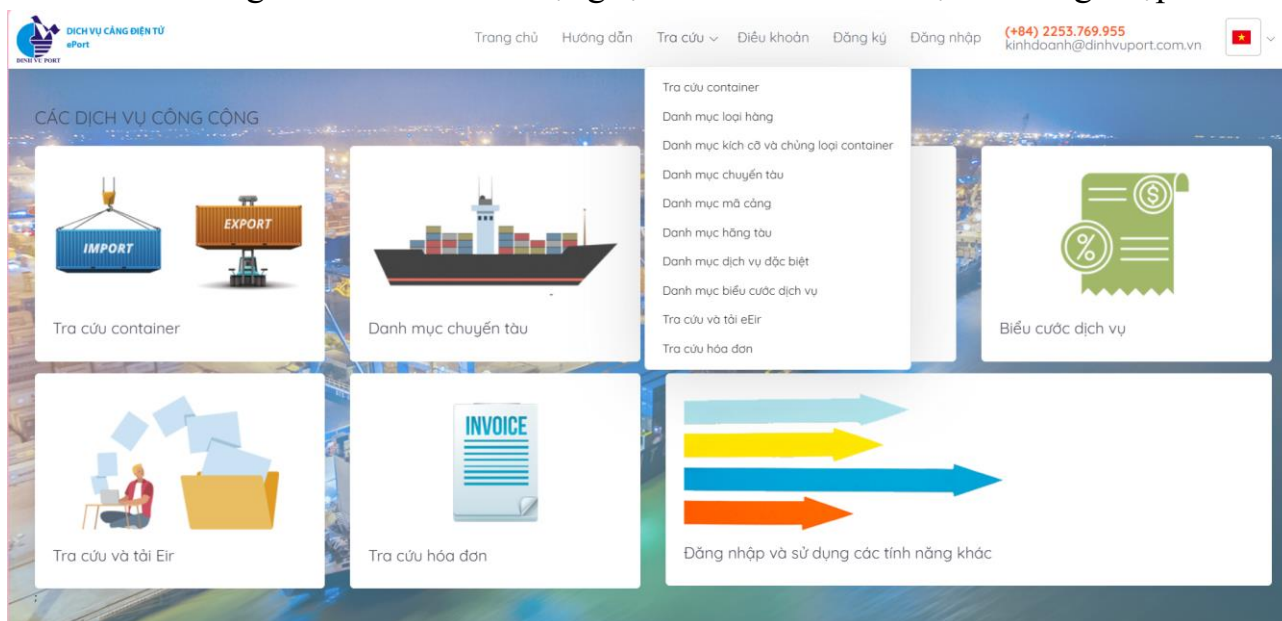 DỊCH VỤ CẢNG ĐIỆN TỬ
ePort
DINH VU PORT
Trang chủ Hướng dẫn Tra cứu Điều khoản Đăng ký Đăng nhập
(+84) 2253.769.955
kinhdoanh@dinhvuport.com.vn
Tra cứu container
Danh mục loại hàng
Danh mục kích cỡ và chủng loại container
Danh mục chuyến tàu
Danh mục mã cảng
Danh mục hãng tàu
Danh mục dịch vụ đặc biệt
Danh mục biểu cước dịch vụ
Tra cứu và tải eEir
Tra cứu hóa đơn
CÁC DỊCH VỤ CÔNG CỘNG
IMPORT
EXPORT
Tra cứu container
Danh mục chuyến tàu
Biểu cước dịch vụ
INVOICE
Tra cứu và tải Eir
Tra cứu hóa đơn
Đăng nhập và sử dụng các tính năng khác